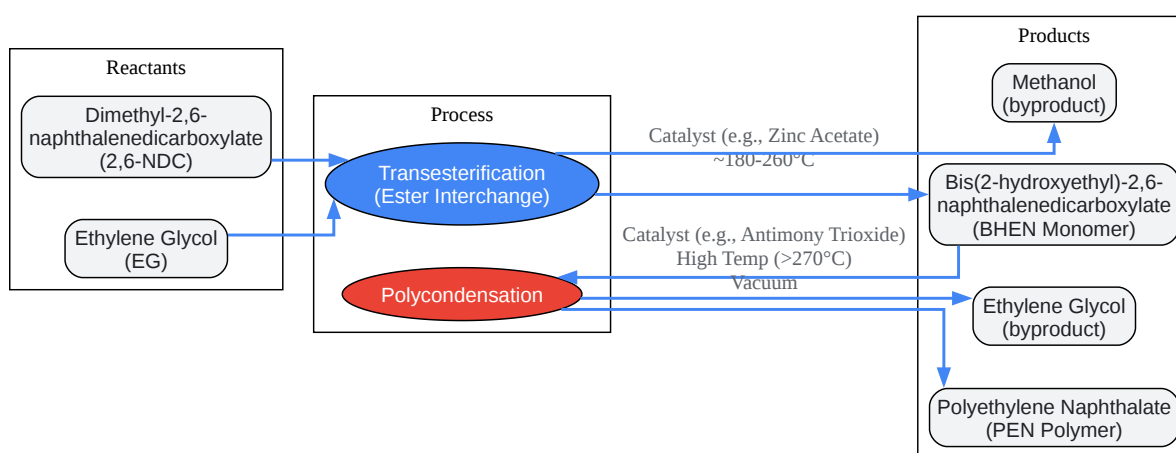 Reactants
Dimethyl-2,6-
naphthalenedicarboxylate
(2,6-NDC)
Ethylene Glycol
(EG)
Process
Transesterification
(Ester Interchange)
Polycondensation
Catalyst (e.g., Zinc Acetate)
~180-260°C
Catalyst (e.g., Antimony Trioxide)
High Temp (>270°C)
Vacuum
Products
Methanol
(byproduct)
Bis(2-hydroxyethyl)-2,6-
naphthalenedicarboxylate
(BHEN Monomer)
Ethylene Glycol
(byproduct)
Polyethylene Naphthalate
(PEN Polymer)